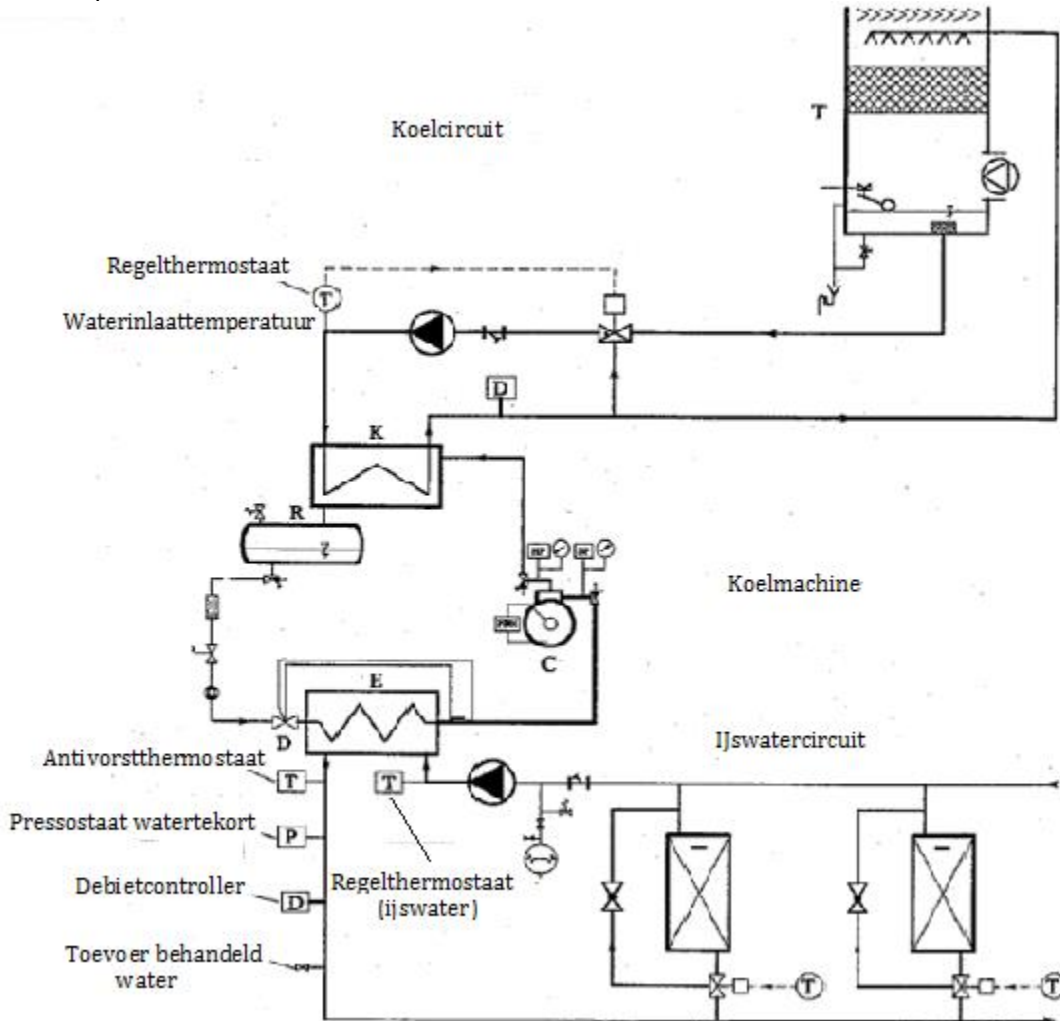 T
Koelcircuit
Regelthermostaat
T
Waterinlaattemperatuur
D
K
R
Koelmachine
C
E
D
IJswatercircuit
Antivorstthermostaat
T
T
Pressostaat watertekort
P
Regelthermostaat
(ijswater)
Debietcontroller
D
Toevoer behandeld
water
T
T